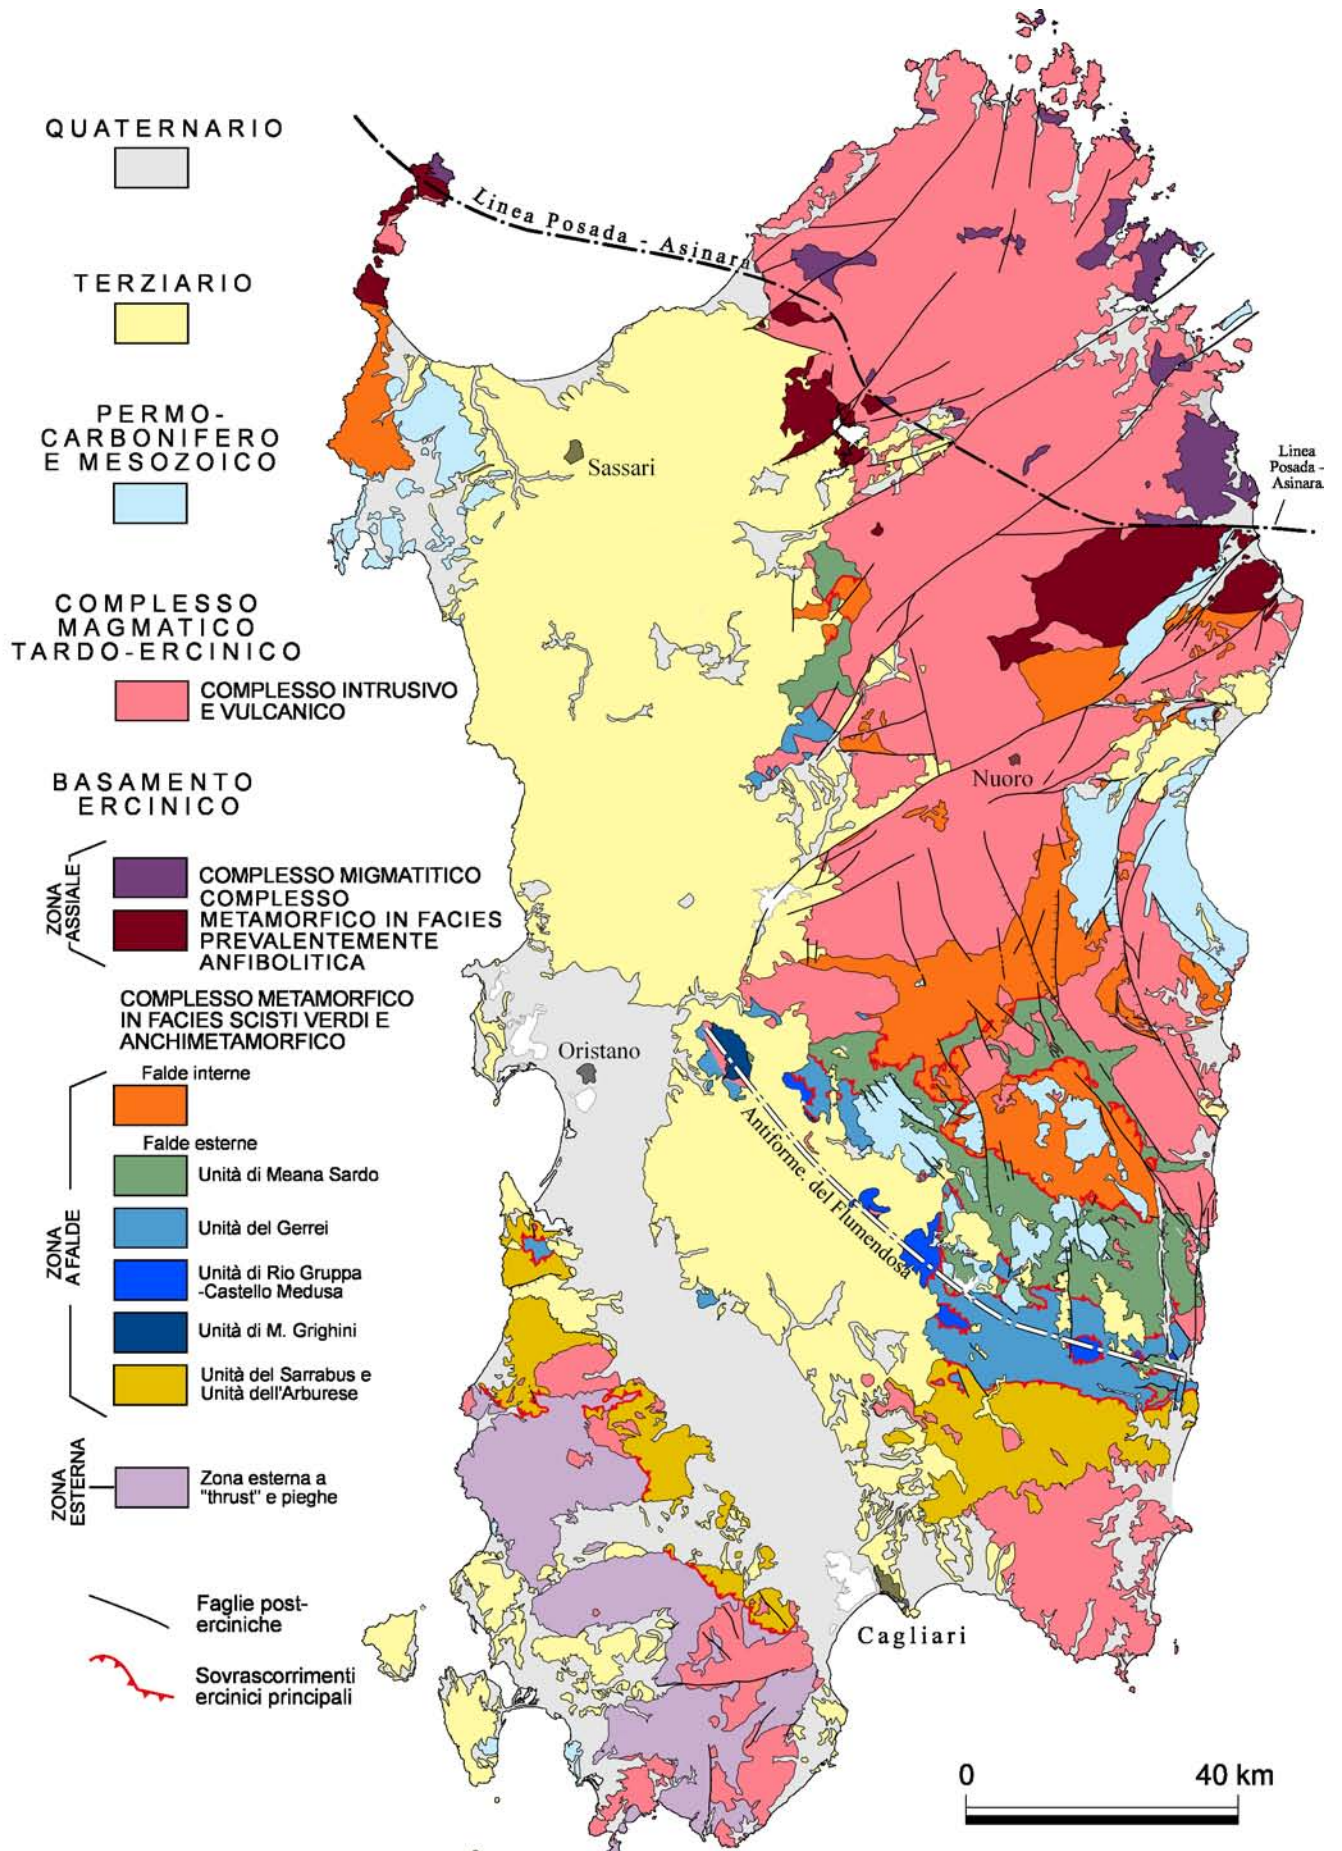 QUATERNARIO
TERZIARIO
PERMO-
CARBONIFERO
E MESOZOICO
COMPLESSO
MAGMATICO
TARDO-ERCINICO
COMPLESSO INTRUSIVO
E VULCANICO
BASAMENTO
ERCINICO
ZONA
ASSIALE
COMPLESSO MIGMATITICO
COMPLESSO
METAMORFICO IN FACIES
PREVALENTEMENTE
ANFIBOLITICA
COMPLESSO METAMORFICO
IN FACIES SCISTI VERDI E
ANCHIMETAMORFICO
ZONA
A FALDE
Falde interne
Falde esterne
Unità di Meana Sardo
Unità del Gerrei
Unità di Rio Gruppa
-Castello Medusa
Unità di M. Grighini
Unità del Sarrabus e
Unità dell'Arburese
ZONA
ESTERNA
Zona esterna a
"thrust" e pieghe
Faglie post-
erciniche
Sovrascorrimenti
ercinici principali
Linea Posada - Asinara
Sassari
Linea
Posada -
Asinara
Nuoro
Oristano
Antiforme. del Flumendosa
Cagliari
0 40 km